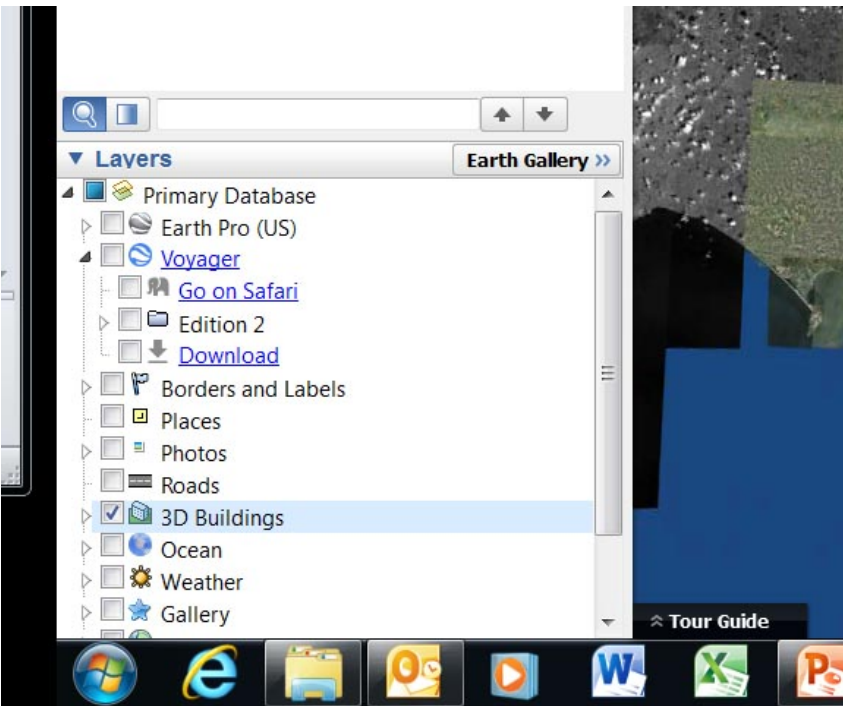 Layers
Earth Gallery »
Primary Database
Earth Pro (US)
Voyager
Go on Safari
Edition 2
Download
Borders and Labels
Places
Photos
Roads
3D Buildings
Ocean
Weather
Gallery
Tour Guide